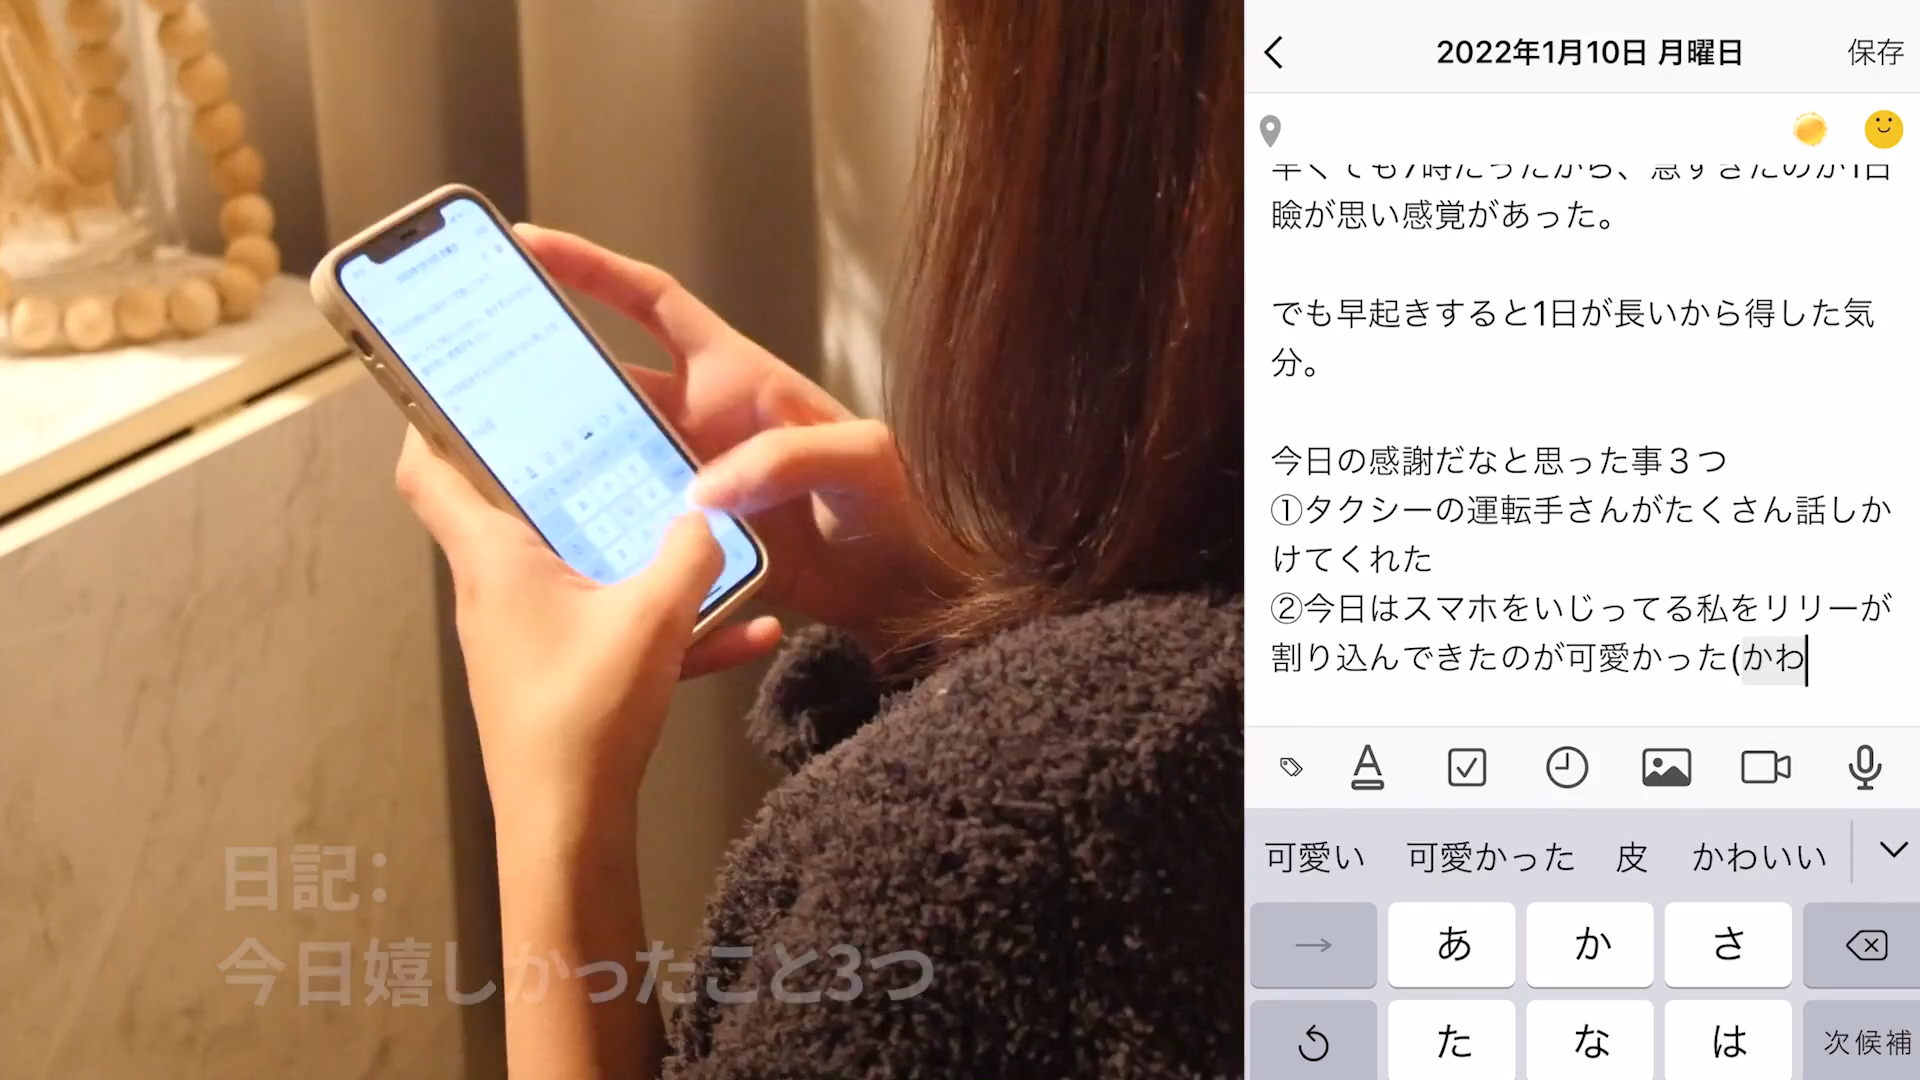 2022年1月10日 月曜日
保存
瞼が思い感覚があった。
でも早起きすると1日が長いから得した気
分。
今日の感謝だなと思った事３つ
①タクシーの運転手さんがたくさん話しか
けてくれた
②今日はスマホをいじってる私をリリーが
割り込んできたのが可愛かった(かわ
可愛い 可愛かった 皮 かわいい
→ あ か さ
た な は 次候補
日記：
今日嬉しかったこと3つ